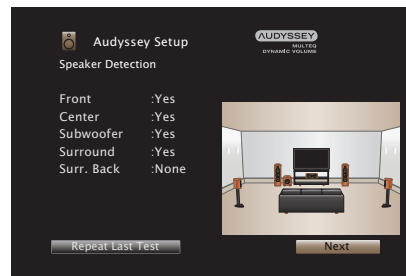 Audyssey Setup
AUDYSSEY
MULTEQ
DYNAMIC VOLUME
Speaker Detection
Front :Yes
Center :Yes
Subwoofer :Yes
Surround :Yes
Surr. Back :None
Repeat Last Test
Next